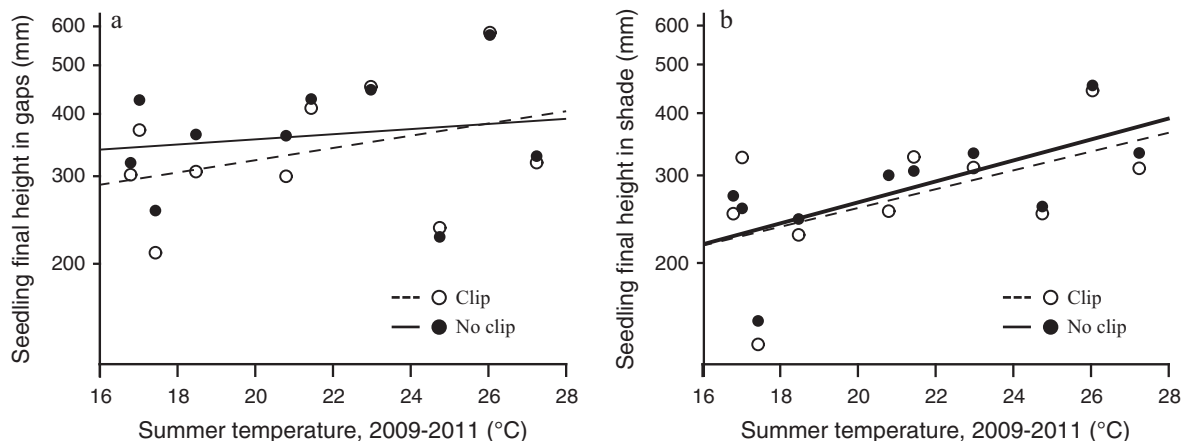 a
Seedling final height in gaps (mm)
600
500
400
300
200
Clip
No clip
16 18 20 22 24 26 28
Summer temperature, 2009-2011 (°C)
b
Seedling final height in shade (mm)
600
500
400
300
200
Clip
No clip
16 18 20 22 24 26 28
Summer temperature, 2009-2011 (°C)